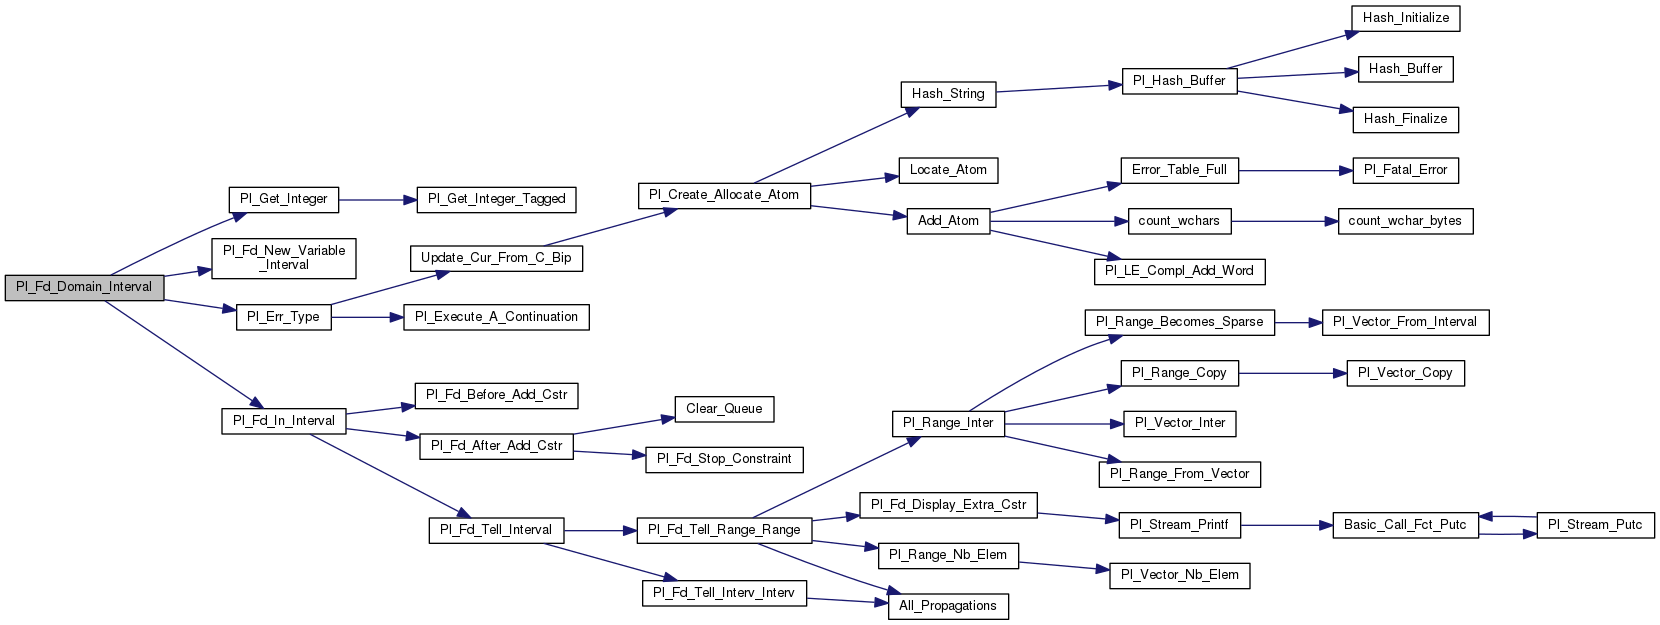 Hash_Initialize
Hash_Buffer
Pl_Hash_Buffer
Hash_String
Hash_Finalize
Locate_Atom
Error_Table_Full
Pl_Fatal_Error
Pl_Create_Allocate_Atom
Pl_Get_Integer
Pl_Get_Integer_Tagged
Add_Atom
count_wchars
count_wchar_bytes
Pl_Fd_New_Variable
_Interval
Update_Cur_From_C_Bip
Pl_LE_Compl_Add_Word
Pl_Fd_Domain_Interval
Pl_Err_Type
Pl_Execute_A_Continuation
Pl_Range_Becomes_Sparse
Pl_Vector_From_Interval
Pl_Range_Copy
Pl_Vector_Copy
Pl_Fd_Before_Add_Cstr
Clear_Queue
Pl_Fd_In_Interval
Pl_Range_Inter
Pl_Vector_Inter
Pl_Fd_After_Add_Cstr
Pl_Fd_Stop_Constraint
Pl_Range_From_Vector
Pl_Fd_Display_Extra_Cstr
Pl_Fd_Tell_Interval
Pl_Fd_Tell_Range_Range
Pl_Stream_Printf
Basic_Call_Fct_Putc
Pl_Stream_Putc
Pl_Range_Nb_Elem
Pl_Vector_Nb_Elem
Pl_Fd_Tell_Interv_Interv
All_Propagations